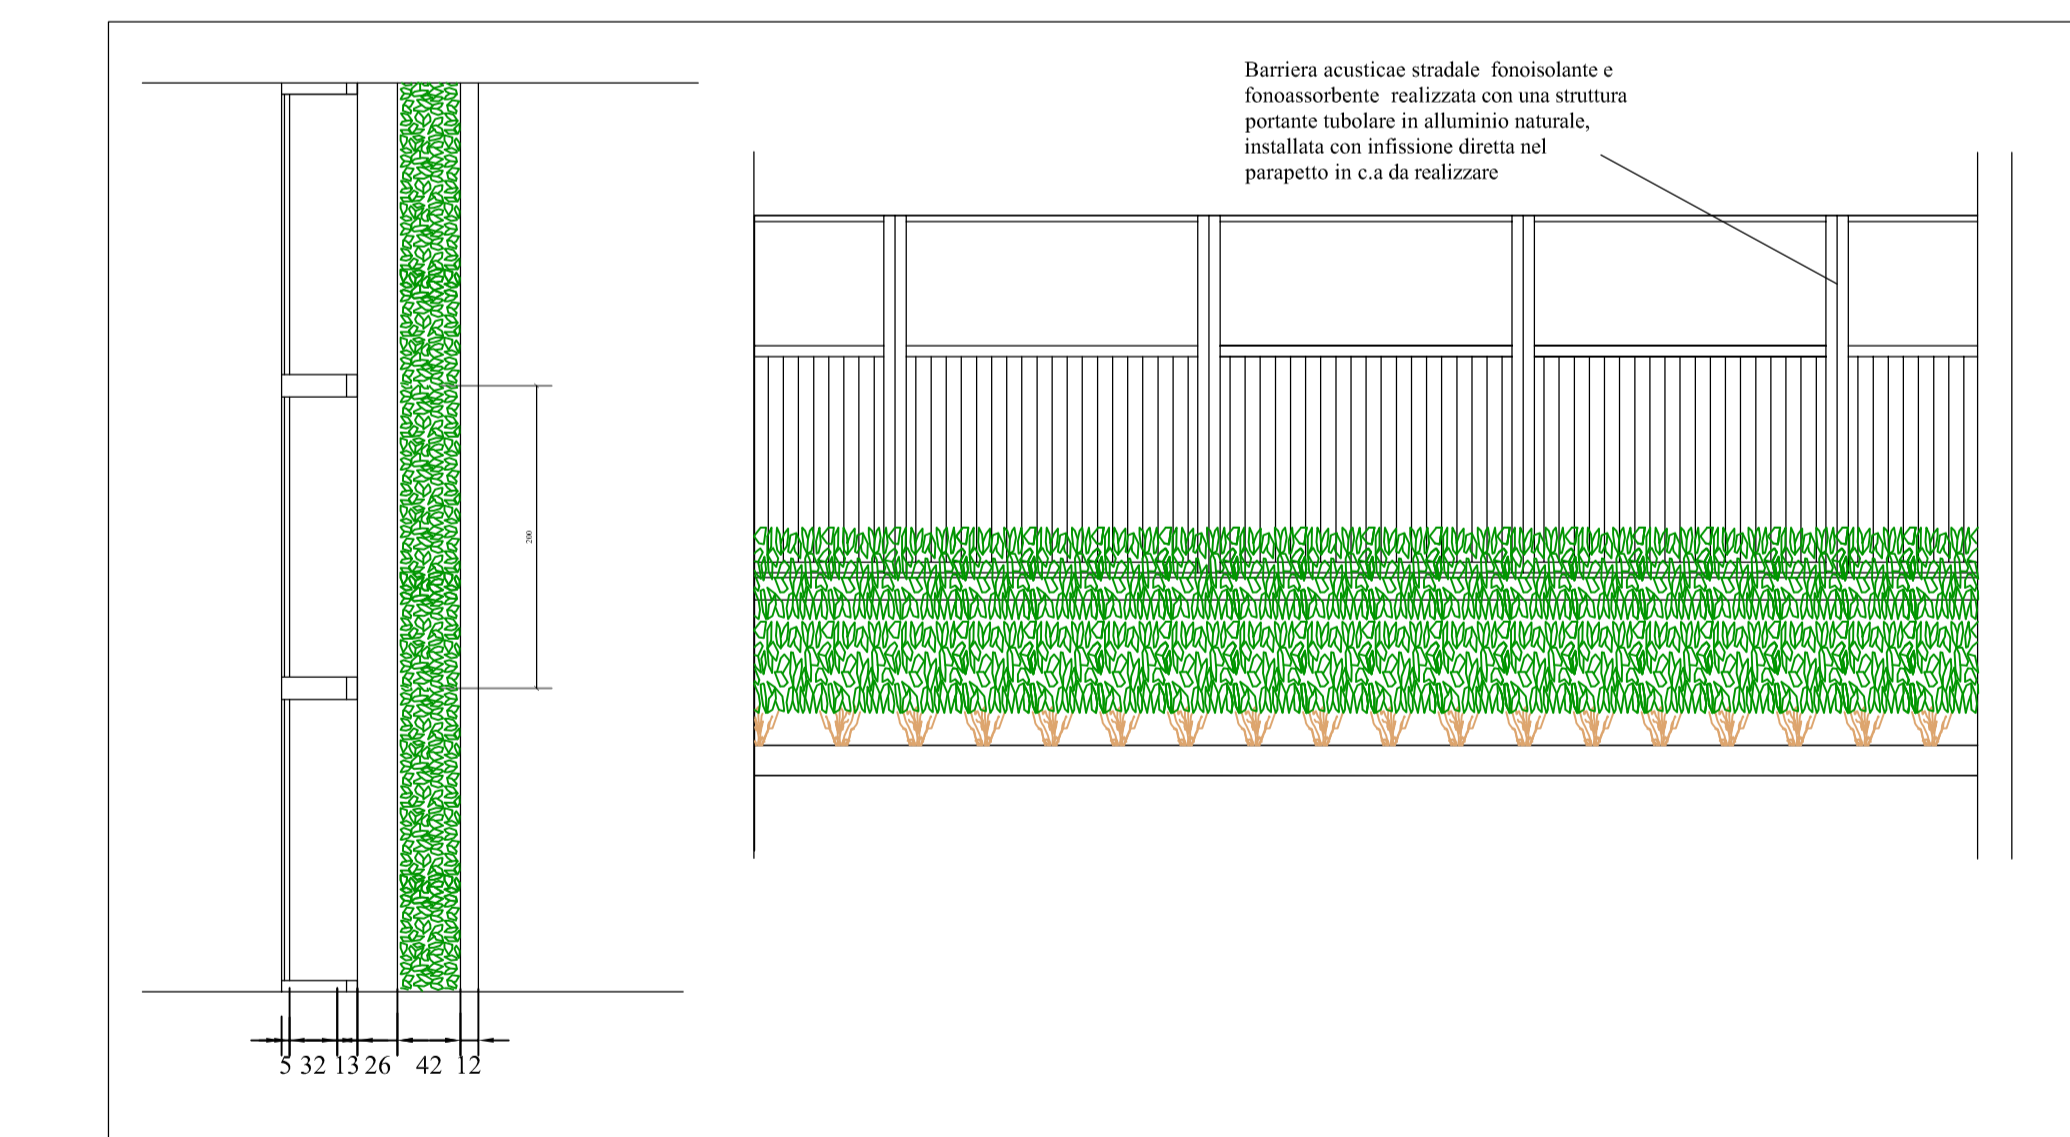 Barriera acusticae stradale fonoisolante e
fonoassorbente realizzata con una struttura
portante tubolare in alluminio naturale,
installata con infissione diretta nel
parapetto in c.a da realizzare
200
5 32 13 26 42 12